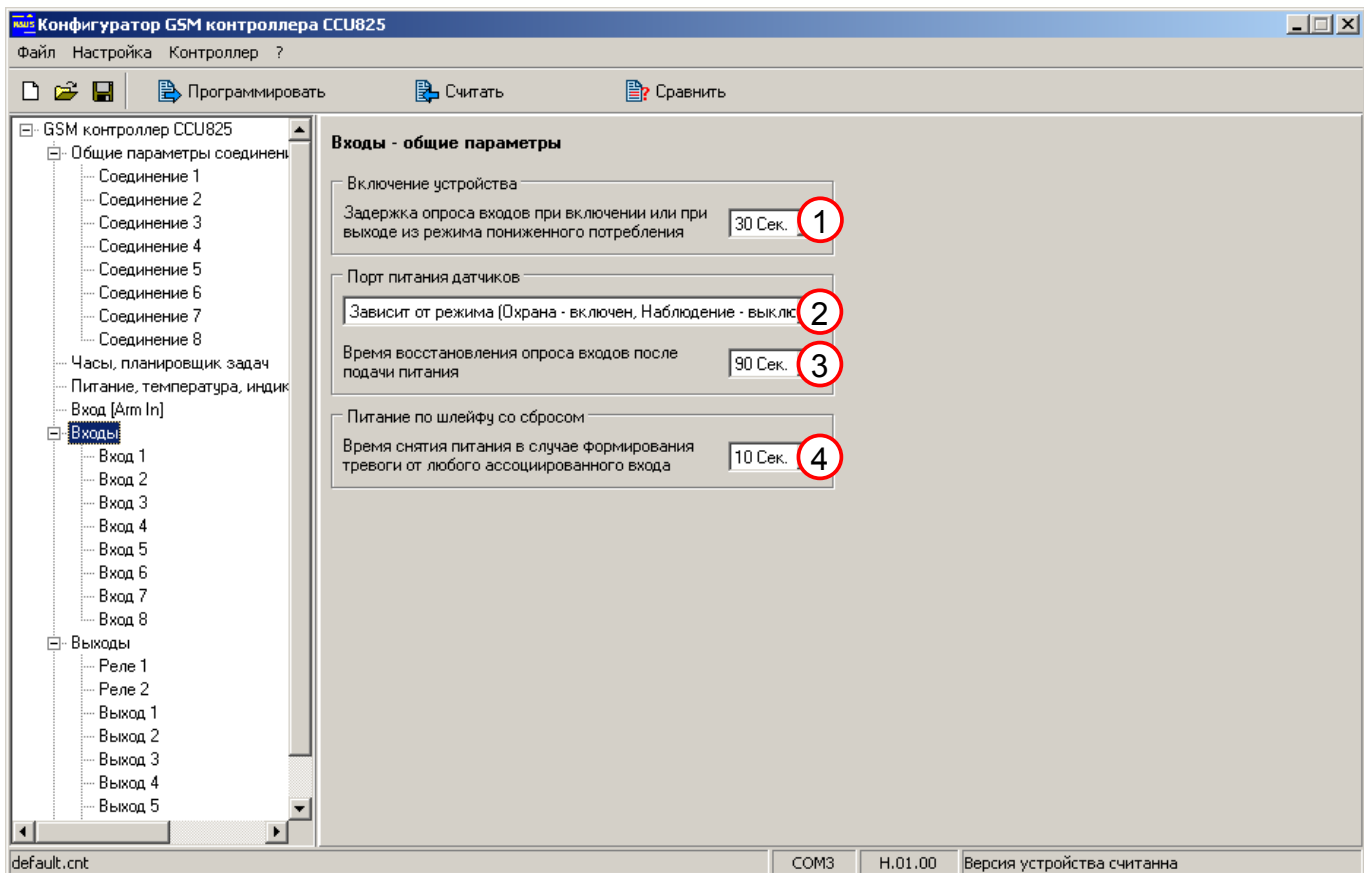 Конфигуратор GSM контроллера CCU825
Файл Настройка Контроллер ?
Программировать Считать Сравнить
GSM контроллер CCU825
Общие параметры соединени
Соединение 1
Соединение 2
Соединение 3
Соединение 4
Соединение 5
Соединение 6
Соединение 7
Соединение 8
Часы, планировщик задач
Питание, температура, индик
Вход [Arm In]
Входы
Вход 1
Вход 2
Вход 3
Вход 4
Вход 5
Вход 6
Вход 7
Вход 8
Выходы
Реле 1
Реле 2
Выход 1
Выход 2
Выход 3
Выход 4
Выход 5
Входы - общие параметры
Включение устройства
Задержка опроса входов при включении или при
выходе из режима пониженного потребления
30 Сек. 1
Порт питания датчиков
Зависит от режима (Охрана - включен, Наблюдение - выклю 2
Время восстановления опроса входов после
подачи питания
90 Сек. 3
Питание по шлейфу со сбросом
Время снятия питания в случае формирования
тревоги от любого ассоциированного входа
10 Сек. 4
default.cnt COM3 H.01.00 Версия устройства считанна